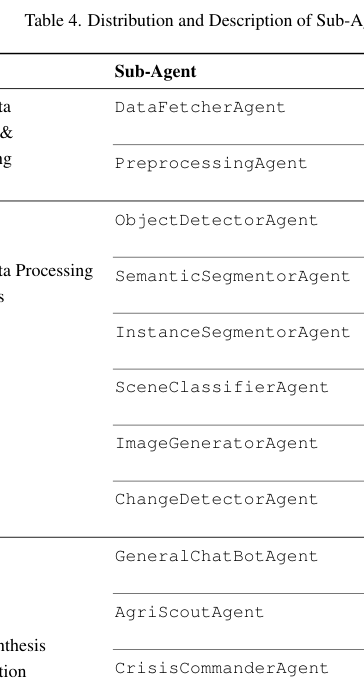 Table 4. Distribution and Description of Sub-A
Sub-Agent
ta
DataFetcherAgent
&
ng
PreprocessingAgent
ObjectDetectorAgent
ta Processing
SemanticSegmentorAgent
s
InstanceSegmentorAgent
SceneClassifierAgent
ImageGeneratorAgent
ChangeDetectorAgent
GeneralChatBotAgent
AgriScoutAgent
nthesis
CrisisCommanderAgent
tion